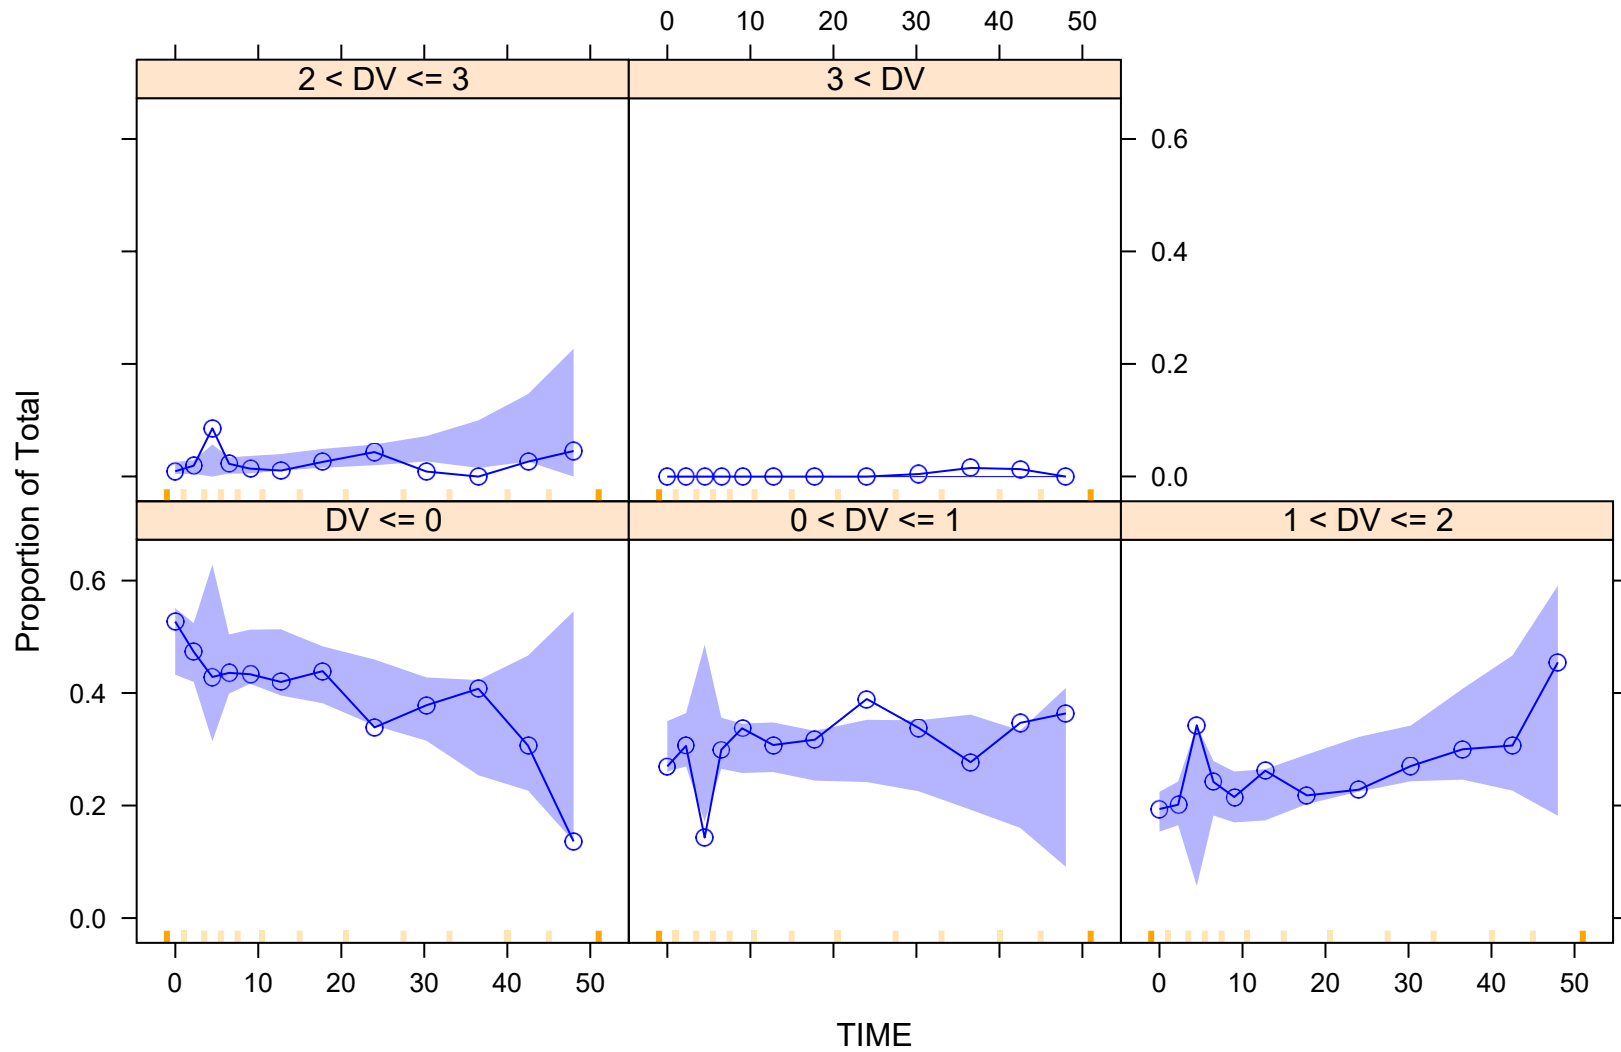 0 10 20 30 40 50
2 < DV <= 3 3 < DV
0.6
0.4
0.2
0.0
Proportion of Total
DV <= 0 0 < DV <= 1 1 < DV <= 2
0.6
0.4
0.2
0.0
0 10 20 30 40 50 0 10 20 30 40 50
TIME